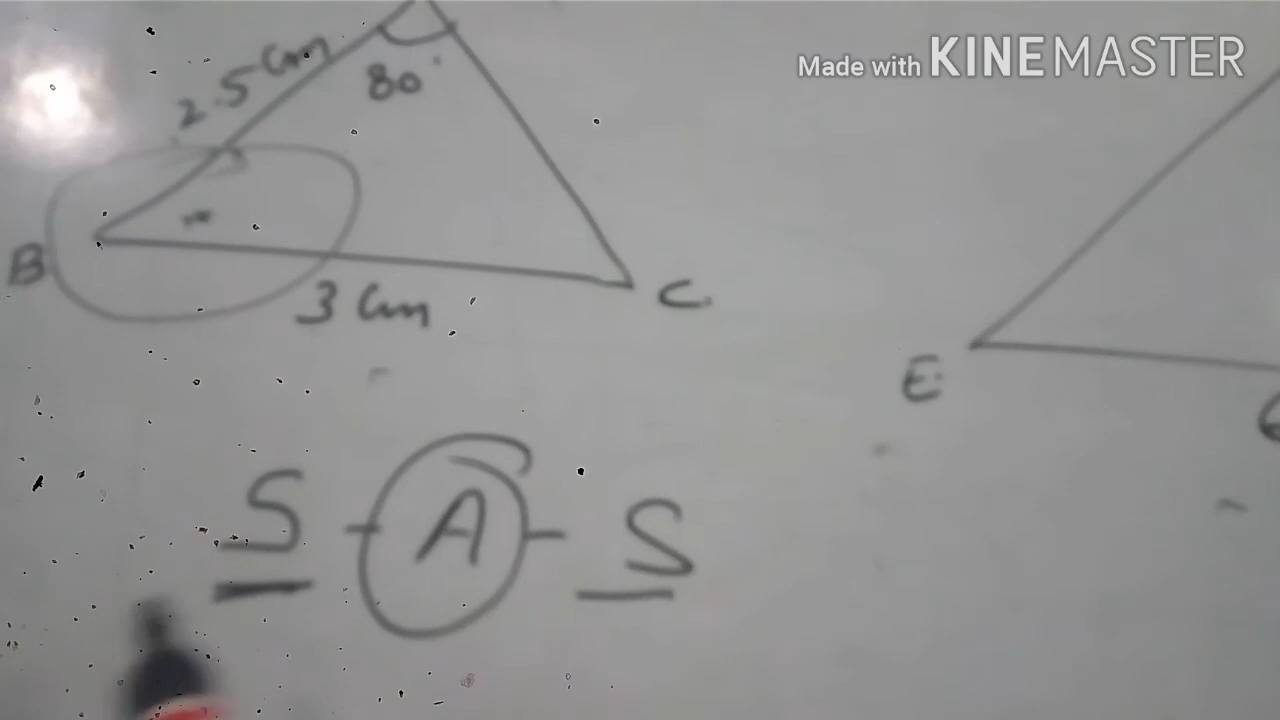 Made with KINEMASTER
2.5 cm
80°
B
3 cm
C
E
S - A - S